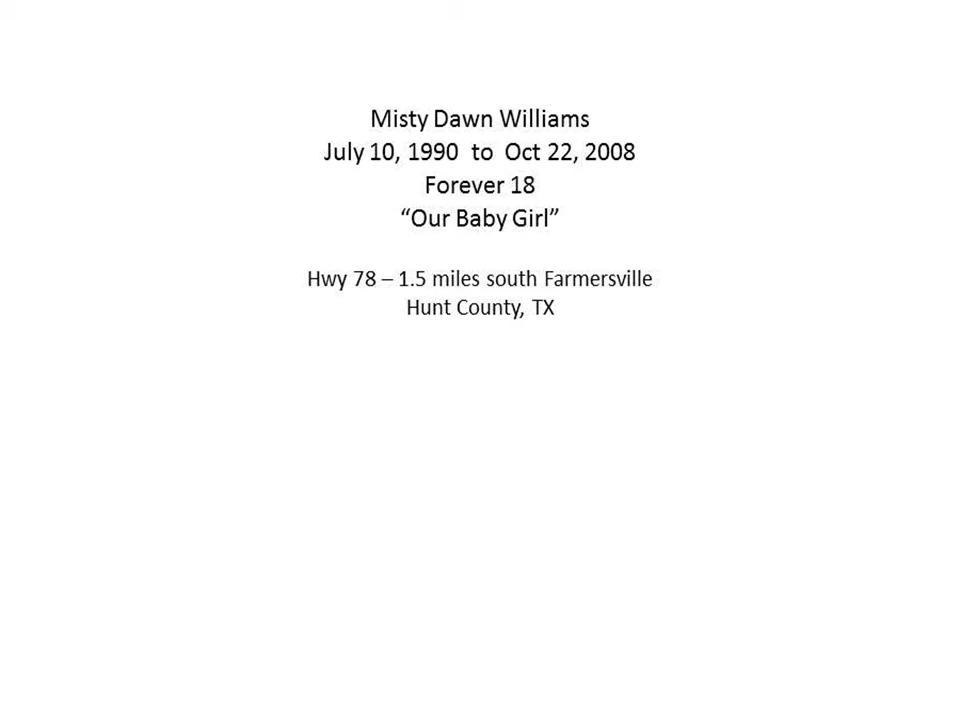 Misty Dawn Williams
July 10, 1990  to  Oct 22, 2008
Forever 18
“Our Baby Girl”
Hwy 78 – 1.5 miles south Farmersville
Hunt County, TX